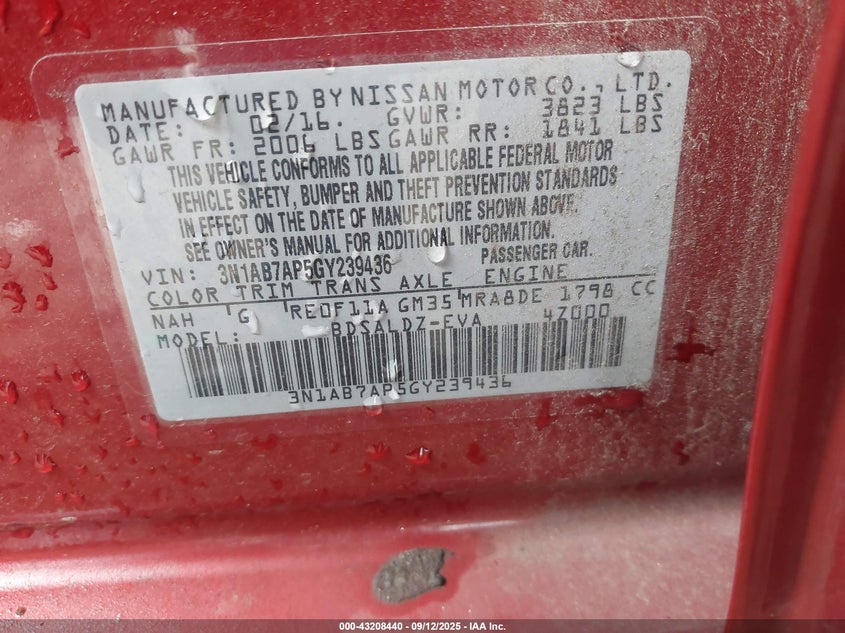 MANUFACTURED BY NISSAN MOTOR CO., LTD.
DATE: 02/16. GVWR: 3823 LBS
GAWR FR: 2006 LBS GAWR RR: 1841 LBS
THIS VEHICLE CONFORMS TO ALL APPLICABLE FEDERAL MOTOR
VEHICLE SAFETY, BUMPER AND THEFT PREVENTION STANDARDS
IN EFFECT ON THE DATE OF MANUFACTURE SHOWN ABOVE.
SEE OWNER'S MANUAL FOR ADDITIONAL INFORMATION.
VIN: 3N1AB7AP5GY239436 PASSENGER CAR.
COLOR TRIM TRANS AXLE ENGINE
NAH G RE0F11A GM35 MRA8DE 1798 CC
MODEL: BDSALDZ-EVA 47000
3N1AB7AP5GY239436
000-43208440 - 09/12/2025 - IAA Inc.